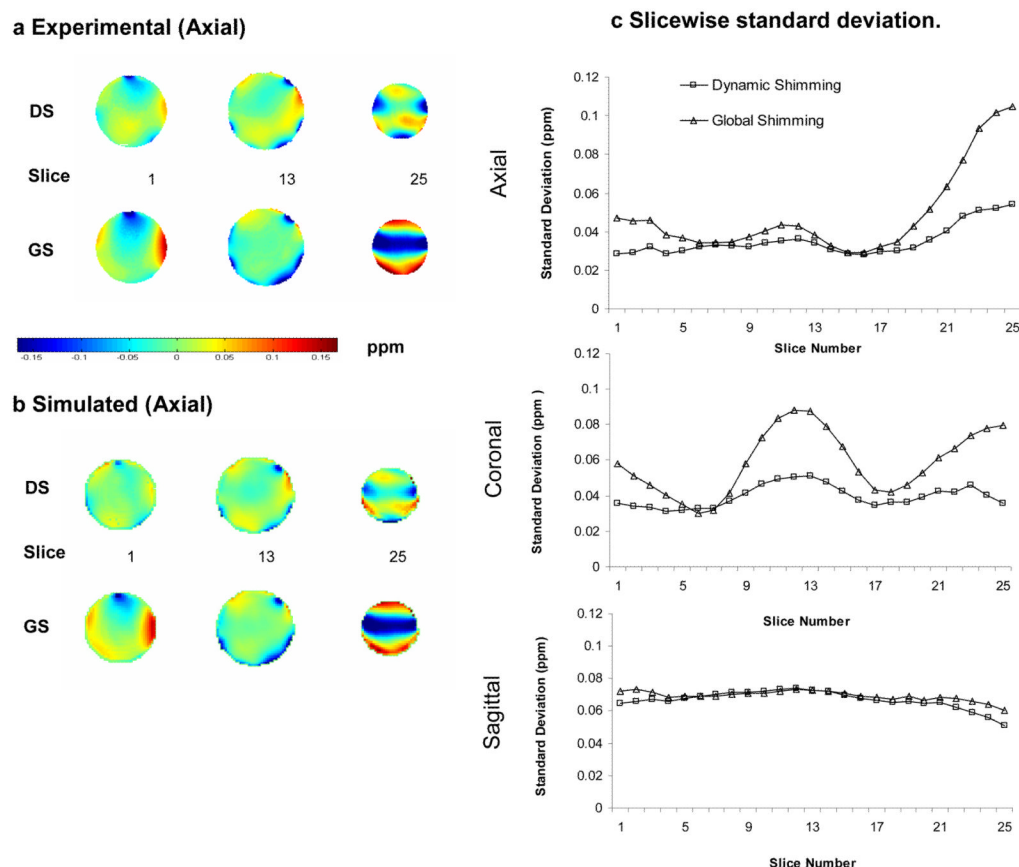 a Experimental (Axial)
DS
Slice 1 13 25
GS
-0.15 -0.1 -0.05 0 0.05 0.1 0.15
ppm
b Simulated (Axial)
DS
Slice 1 13 25
GS
c Slicewise standard deviation.
Axial
Standard Deviation (ppm)
0.12
0.1
0.08
0.06
0.04
0.02
0
Dynamic Shimming
Global Shimming
1 5 9 13 17 21 25
Slice Number
Coronal
Standard Deviation (ppm )
0.12
0.1
0.08
0.06
0.04
0.02
0
1 5 9 13 17 21 25
Slice Number
Sagittal
Standard Deviation (ppm)
0.12
0.1
0.08
0.06
0.04
0.02
0
1 5 9 13 17 21 25
Slice Number